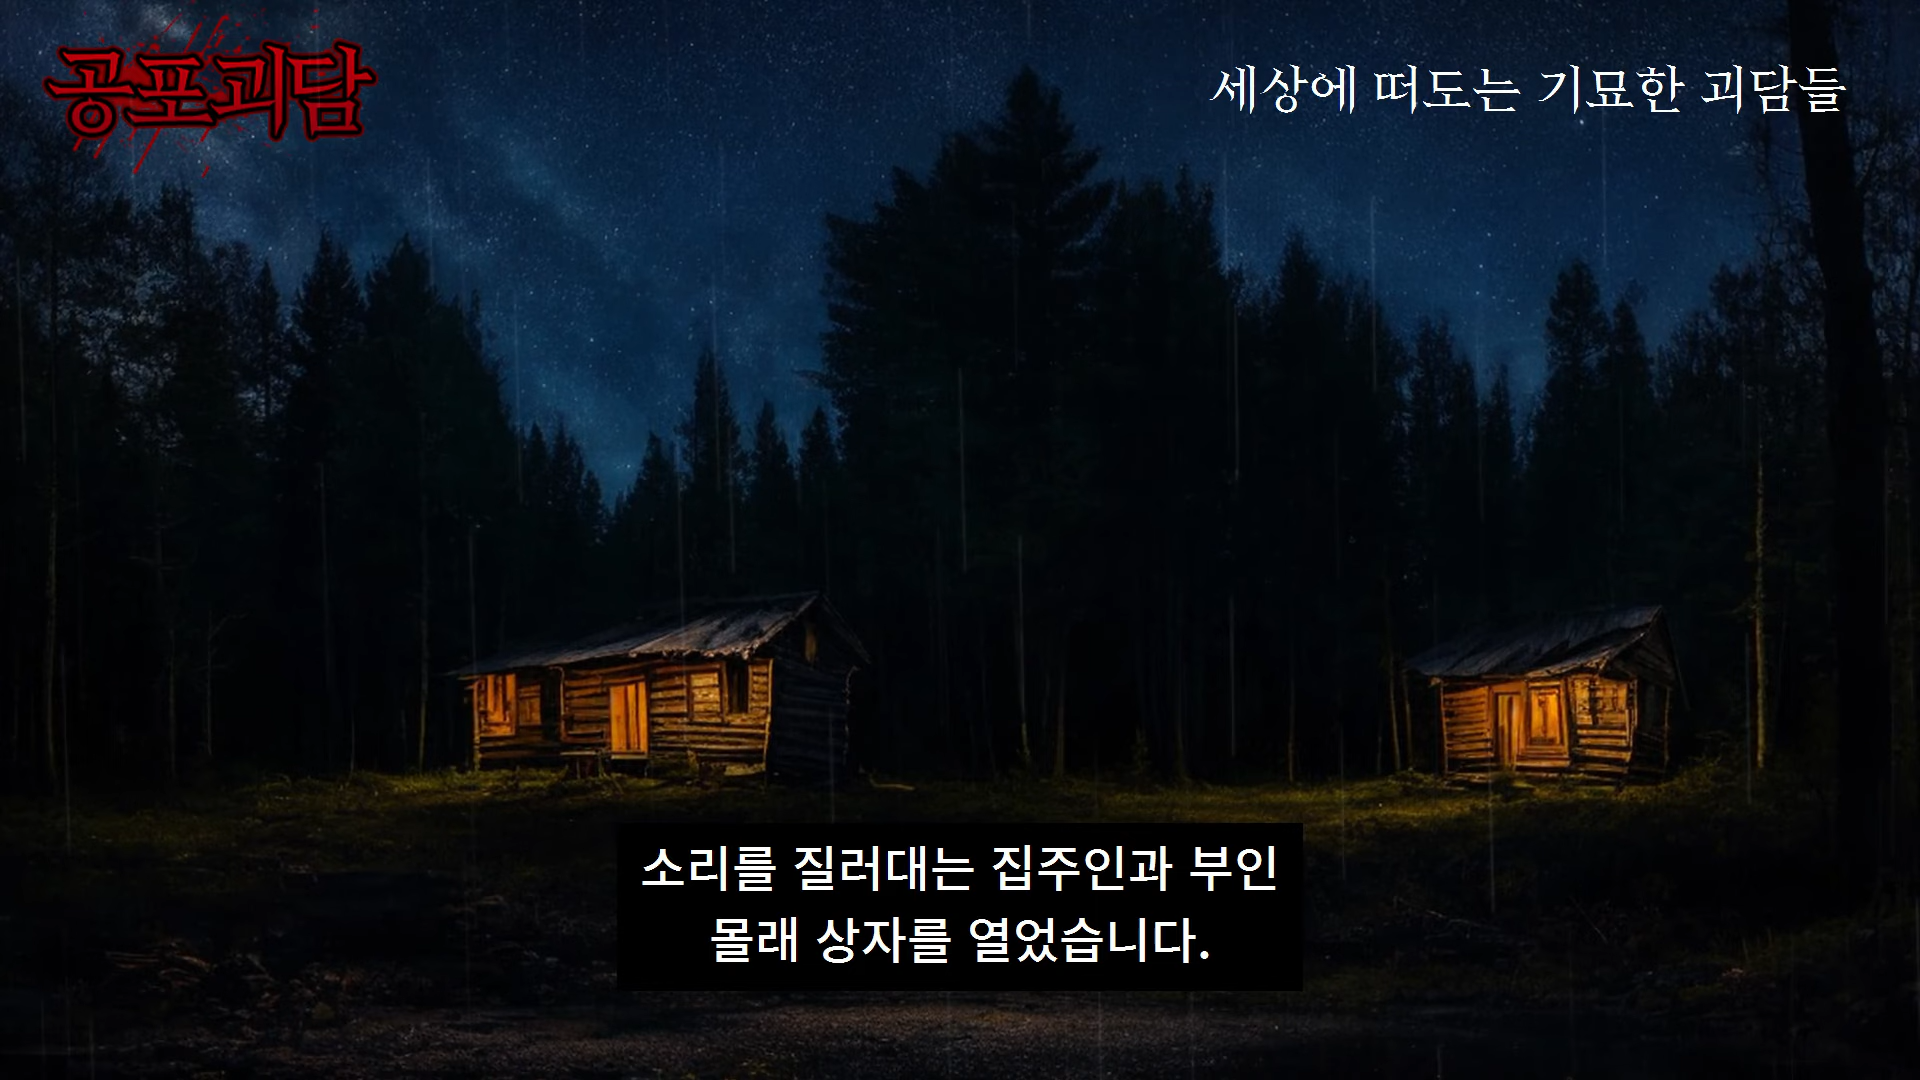 공포괴담
세상에 떠도는 기묘한 괴담들
소리를 질러대는 집주인과 부인
몰래 상자를 열었습니다.